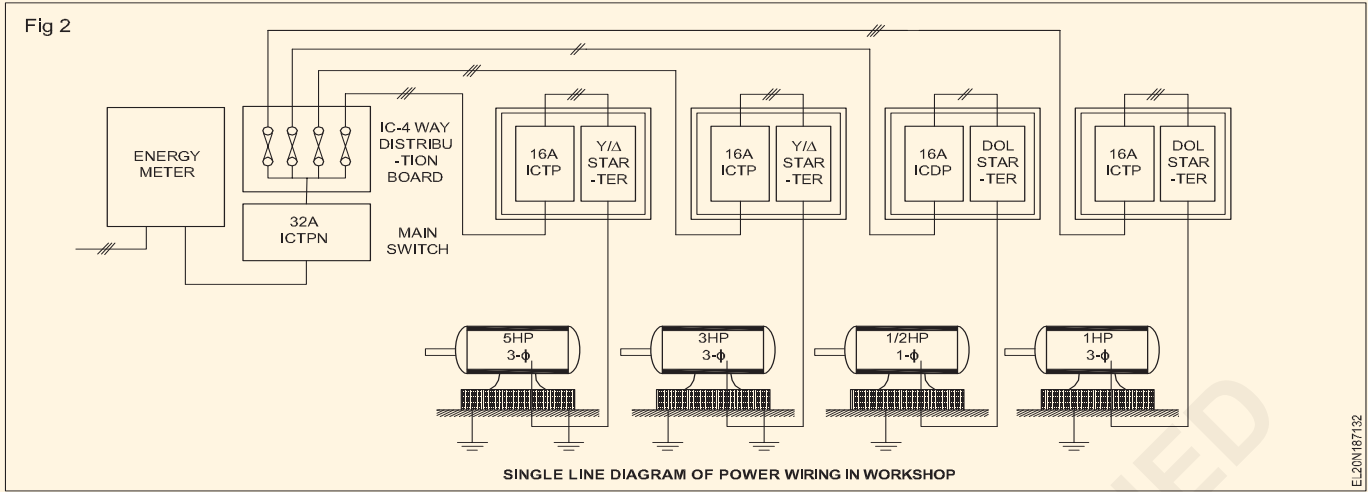 Fig 2
ENERGY
METER
IC-4 WAY
DISTRIBU
-TION
BOARD
32A
ICTPN
MAIN
SWITCH
16A
ICTP
Y/Δ
STAR
-TER
16A
ICTP
Y/Δ
STAR
-TER
16A
ICDP
DOL
STAR
-TER
16A
ICTP
DOL
STAR
-TER
5HP
3-ϕ
3HP
3-ϕ
1/2HP
1-ϕ
1HP
3-ϕ
SINGLE LINE DIAGRAM OF POWER WIRING IN WORKSHOP
EL20N187132